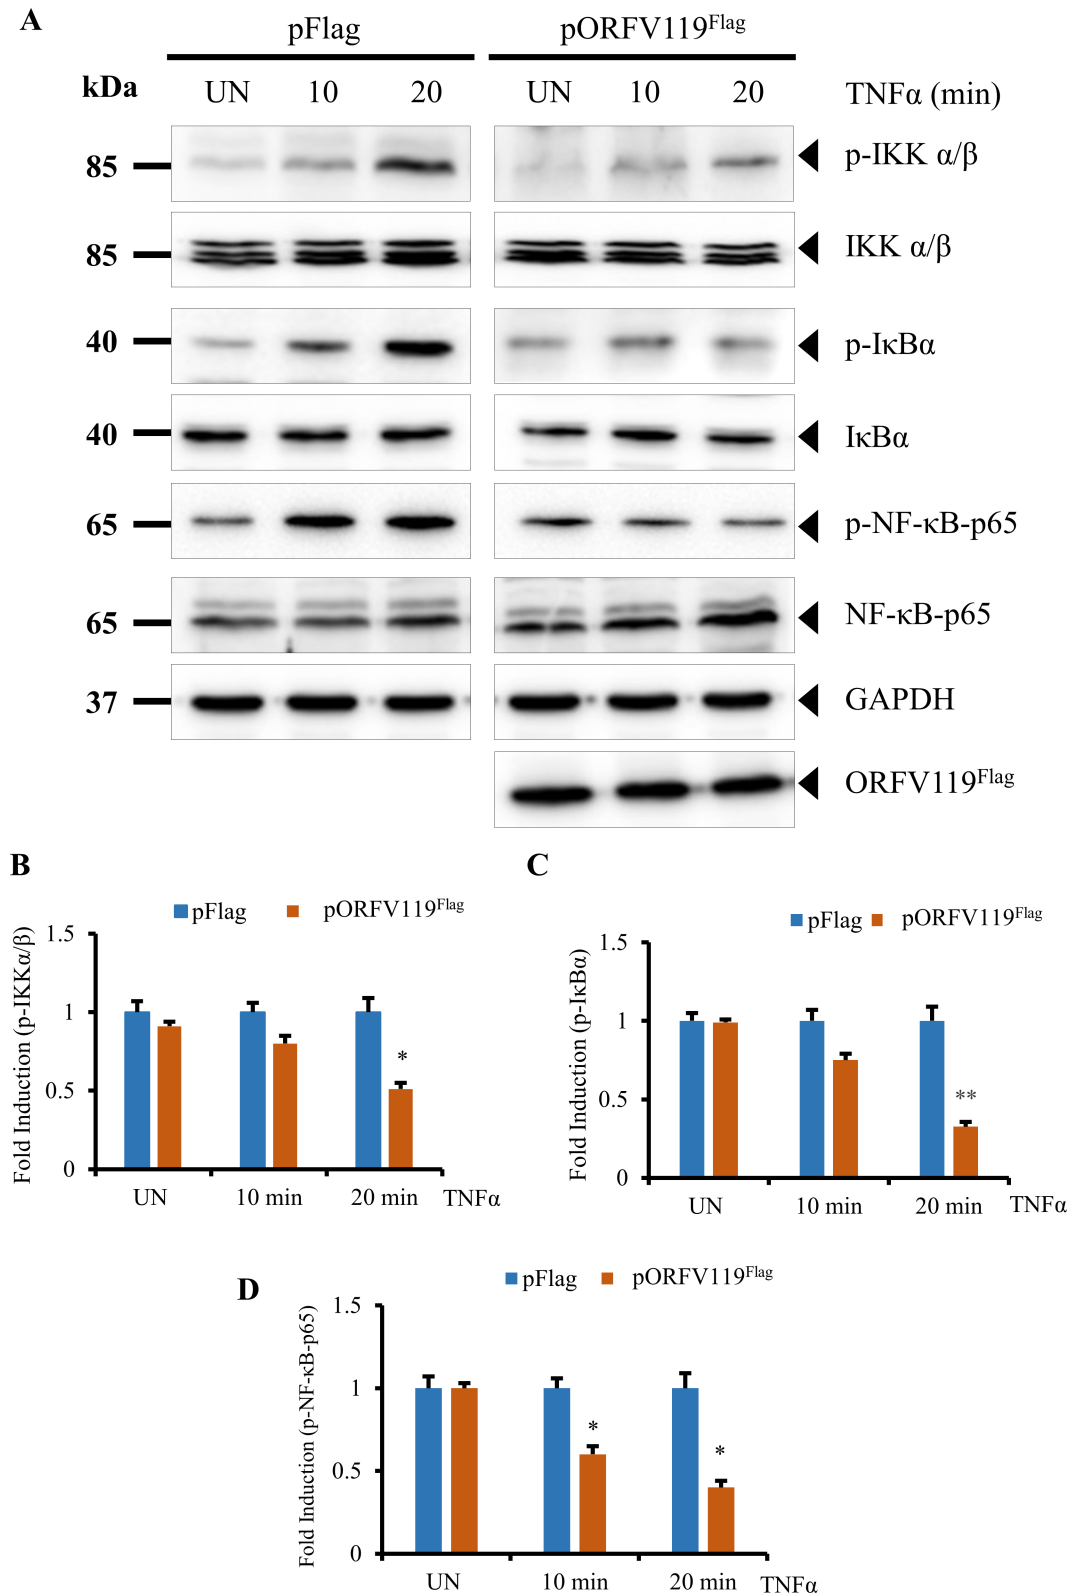 A
pFlag pORFV119Flag
kDa UN 10 20 UN 10 20 TNFα (min)
85 p-IKK α/β
85 IKK α/β
40 p-IκBα
40 IκBα
65 p-NF-κB-p65
65 NF-κB-p65
37 GAPDH
ORFV119Flag
B
pFlag pORFV119Flag
Fold Induction (p-IKKα/β)
1.5
1
0.5
0
*
UN 10 min 20 min TNFα
C
pFlag pORFV119Flag
Fold Induction (p-IκBα)
1.5
1
0.5
0
**
UN 10 min 20 min TNFα
D
pFlag pORFV119Flag
Fold Induction (p-NF-κB-p65)
1.5
1
0.5
0
* *
UN 10 min 20 min TNFα